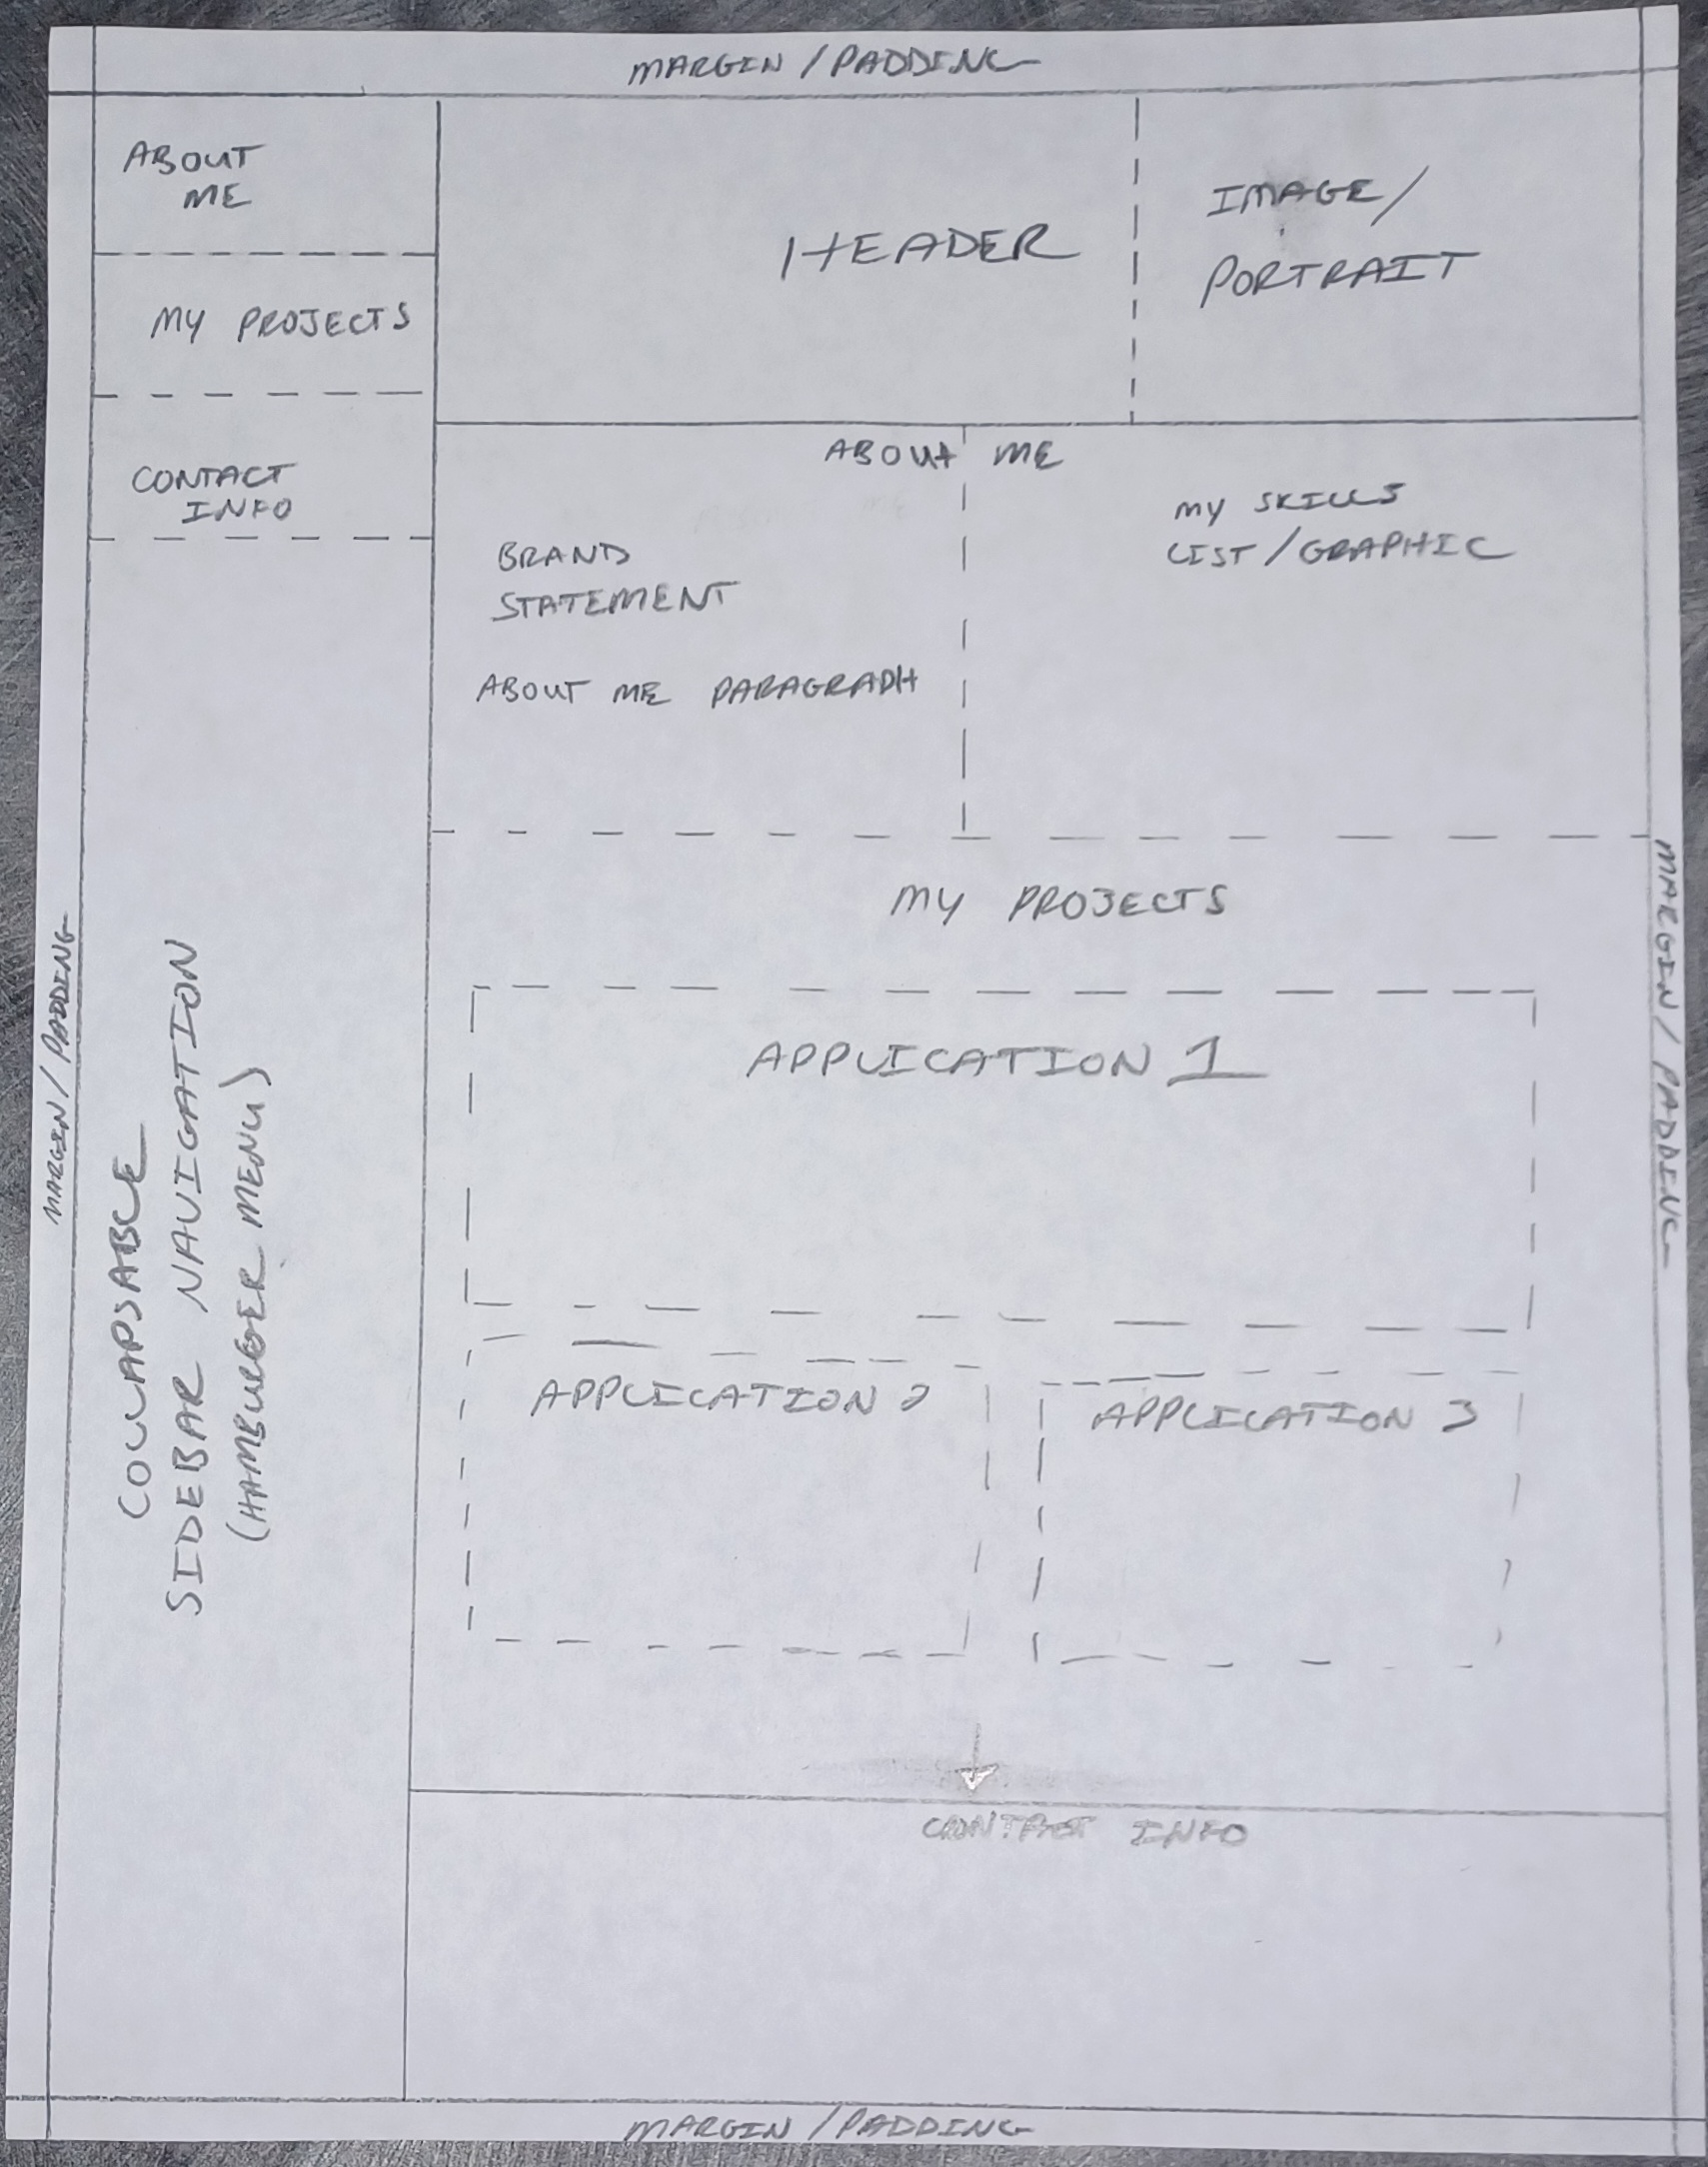 MARGIN / PADDING
ABOUT
ME
MY PROJECTS
CONTACT
INFO
COLLAPSABLE
SIDEBAR NAVIGATION
(HAMBURGER MENU)
MARGIN / PADDING
HEADER
IMAGE/
PORTRAIT
ABOUT ME
BRAND
STATEMENT
ABOUT ME PARAGRAPH
MY SKILLS
LIST / GRAPHIC
MY PROJECTS
APPLICATION 1
APPLICATION 2
APPLICATION 3
CONTACT INFO
MARGIN / PADDING
MARGIN / PADDING